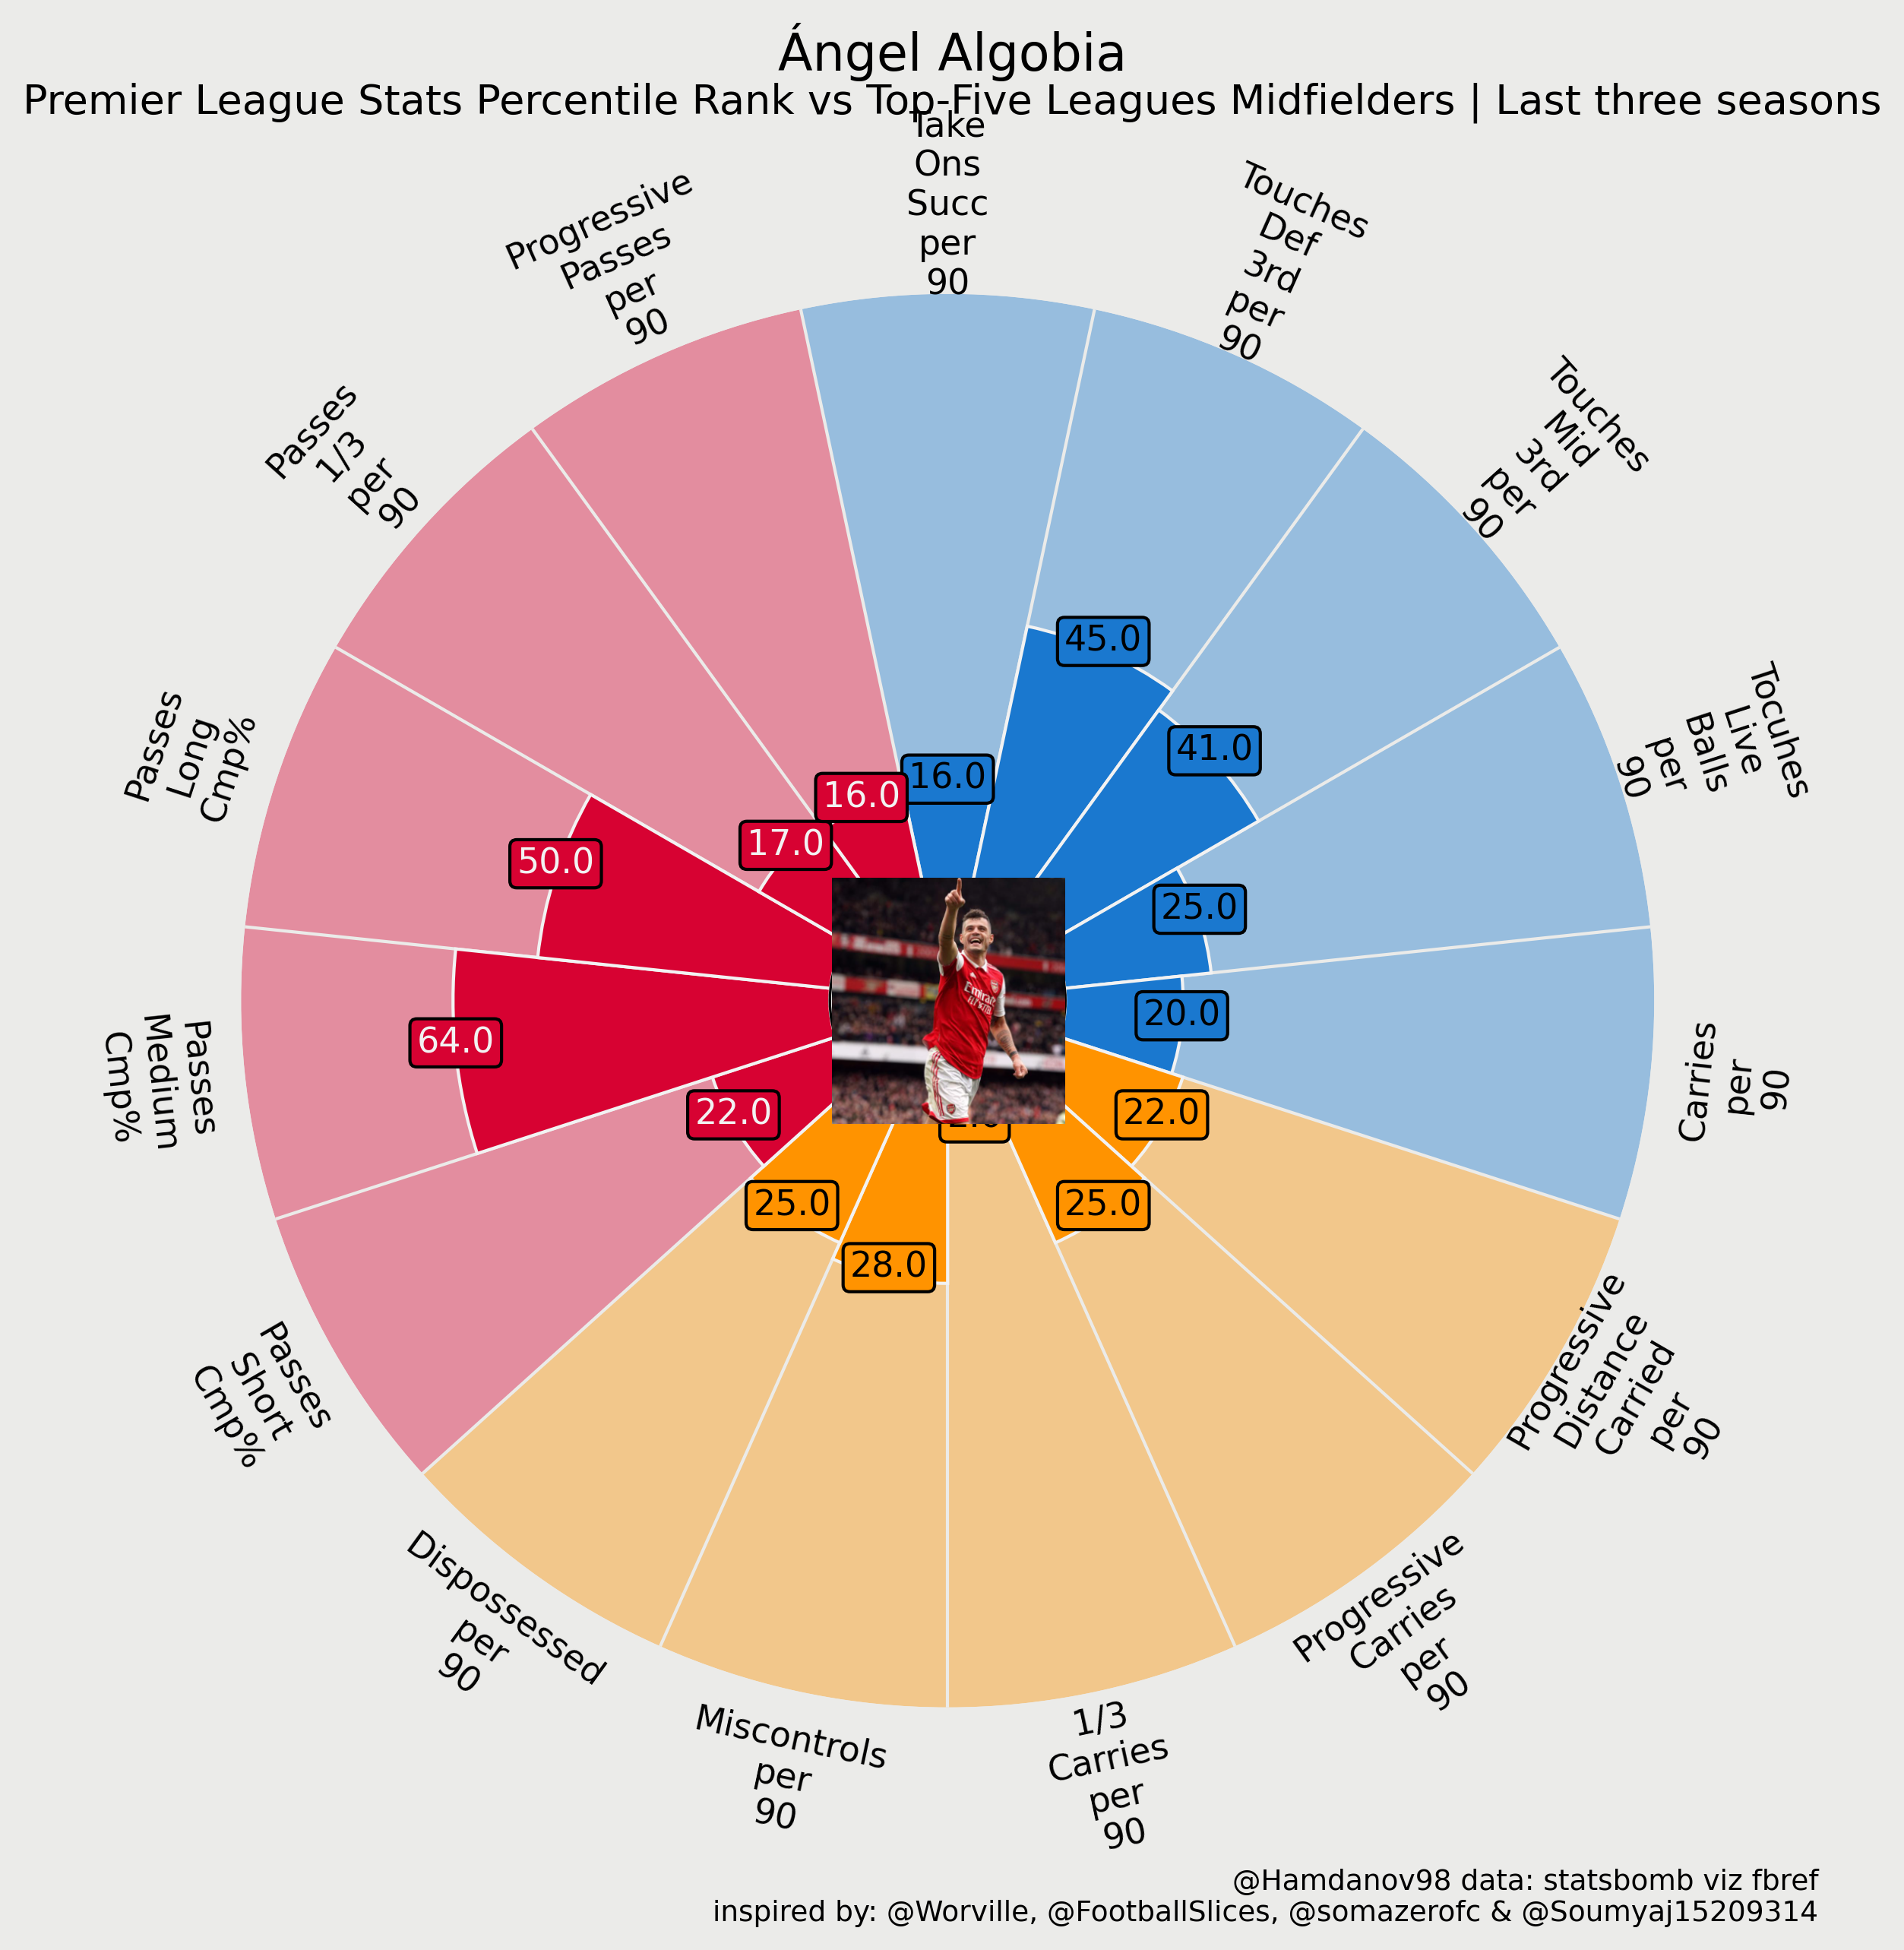 Ángel Algobia
Premier League Stats Percentile Rank vs Top-Five Leagues Midfielders | Last three seasons
Take
Ons
Succ
per
90
Touches
Def
3rd
per
90
Touches
Mid
3rd
per
90
Tocuhes
Live
Balls
per
90
Carries
per
90
Progressive
Distance
Carried
per
90
Progressive
Carries
per
90
1/3
Carries
per
90
Miscontrols
per
90
Dispossessed
per
90
Passes
Short
Cmp%
Passes
Medium
Cmp%
Passes
Long
Cmp%
Passes
1/3
per
90
Progressive
Passes
per
90
16.0
45.0
41.0
25.0
20.0
22.0
25.0
28.0
25.0
22.0
64.0
50.0
17.0
16.0
@Hamdanov98 data: statsbomb viz fbref
inspired by: @Worville, @FootballSlices, @somazerofc & @Soumyaj15209314